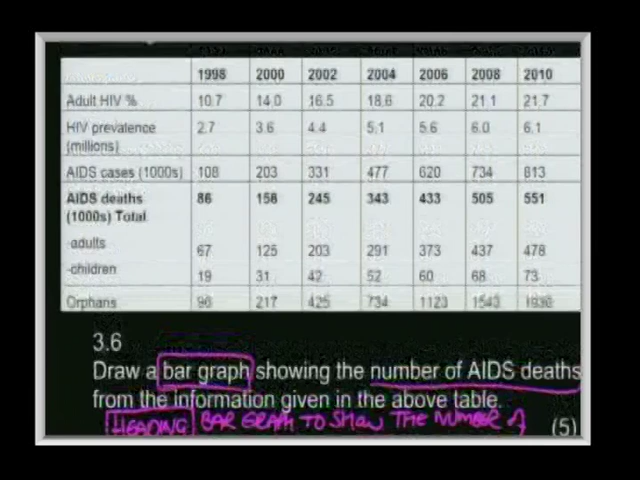 1998 2000 2002 2004 2006 2008 2010
Adult HIV % 10.7 14.0 16.5 18.6 20.2 21.1 21.7
HIV prevatence 2.7 3.6 4.4 5.1 5.6 6.0 6.1
(millions)
AIDS cases (1000s) 108 203 331 477 620 734 813
AIDS deaths 86 156 245 343 433 505 551
(1000s) Total
-adults 67 125 203 291 373 437 478
-children 19 31 42 52 60 68 73
Orphans 96 217 425 734 1123 1543
3.6
Draw a bar graph showing the number of AIDS deaths
from the information given in the above table.
HEADING BAR GRAPH TO SHOW THE NUMBER of
(5)